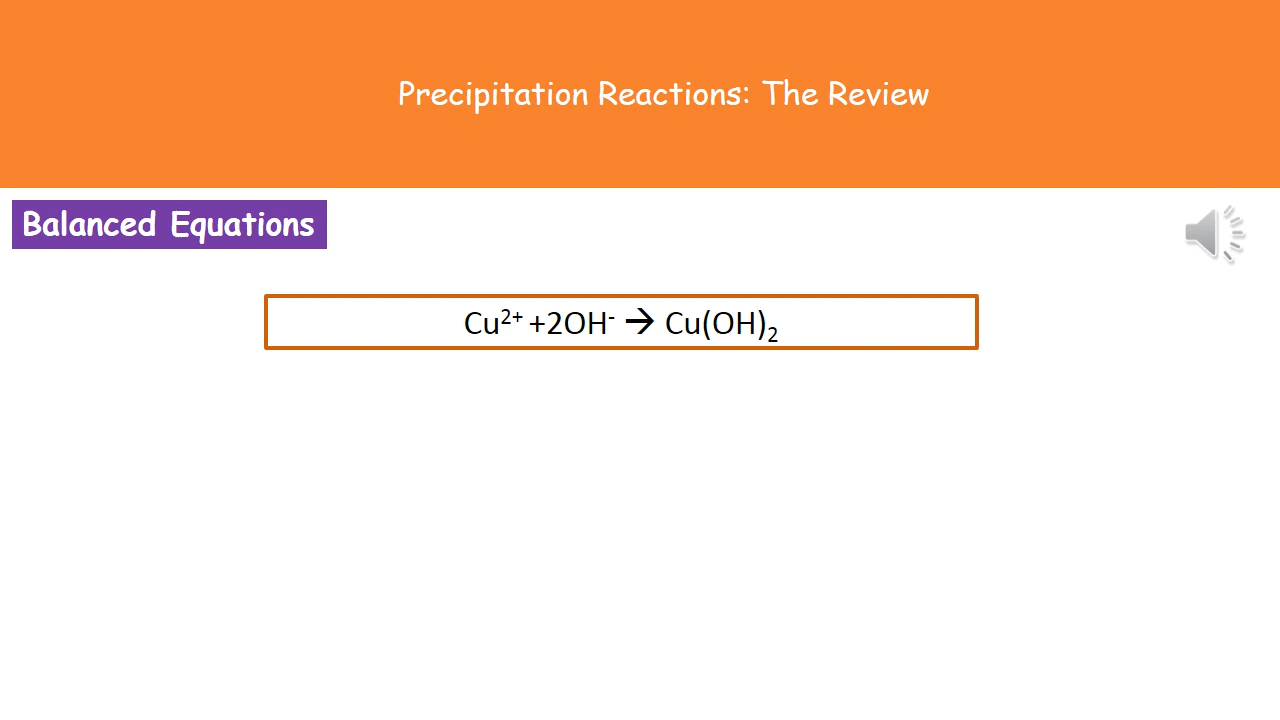 Precipitation Reactions: The Review
Balanced Equations
Cu²⁺ +2OH⁻ → Cu(OH)₂